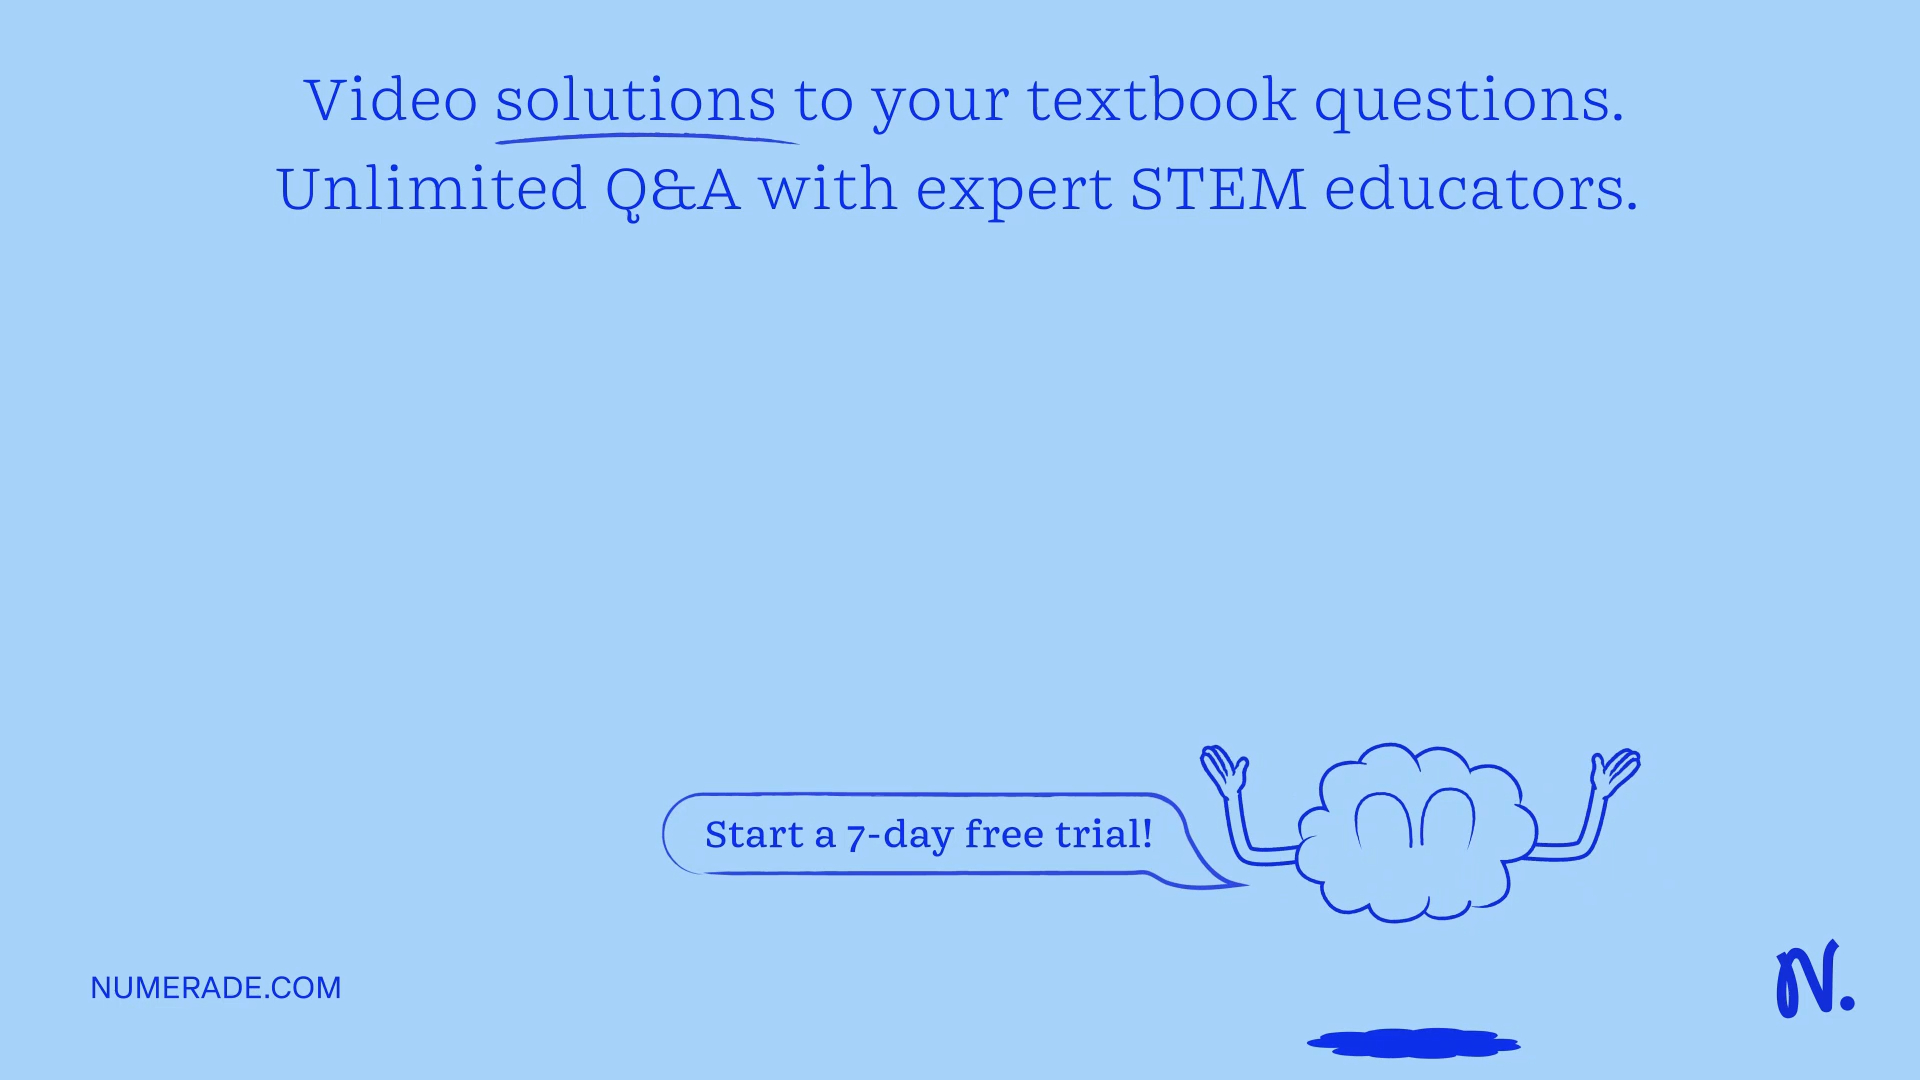 Video solutions to your textbook questions.
Unlimited Q&A with expert STEM educators.
Start a 7-day free trial!
NUMERADE.COM
N.